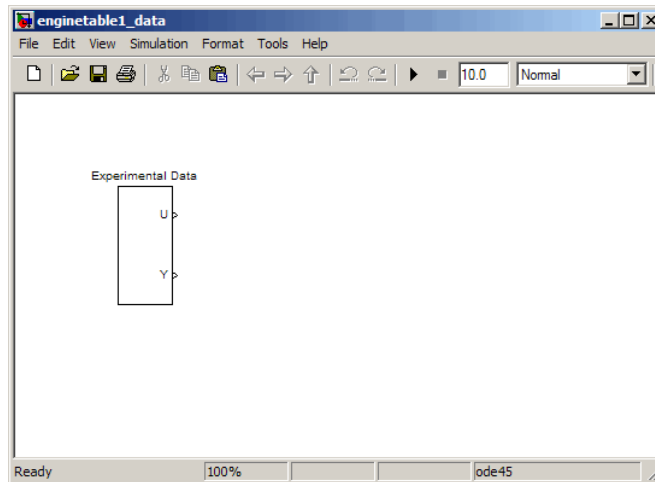 enginetable1_data
File Edit View Simulation Format Tools Help
10.0 Normal
Experimental Data
U
Y
Ready 100% ode45